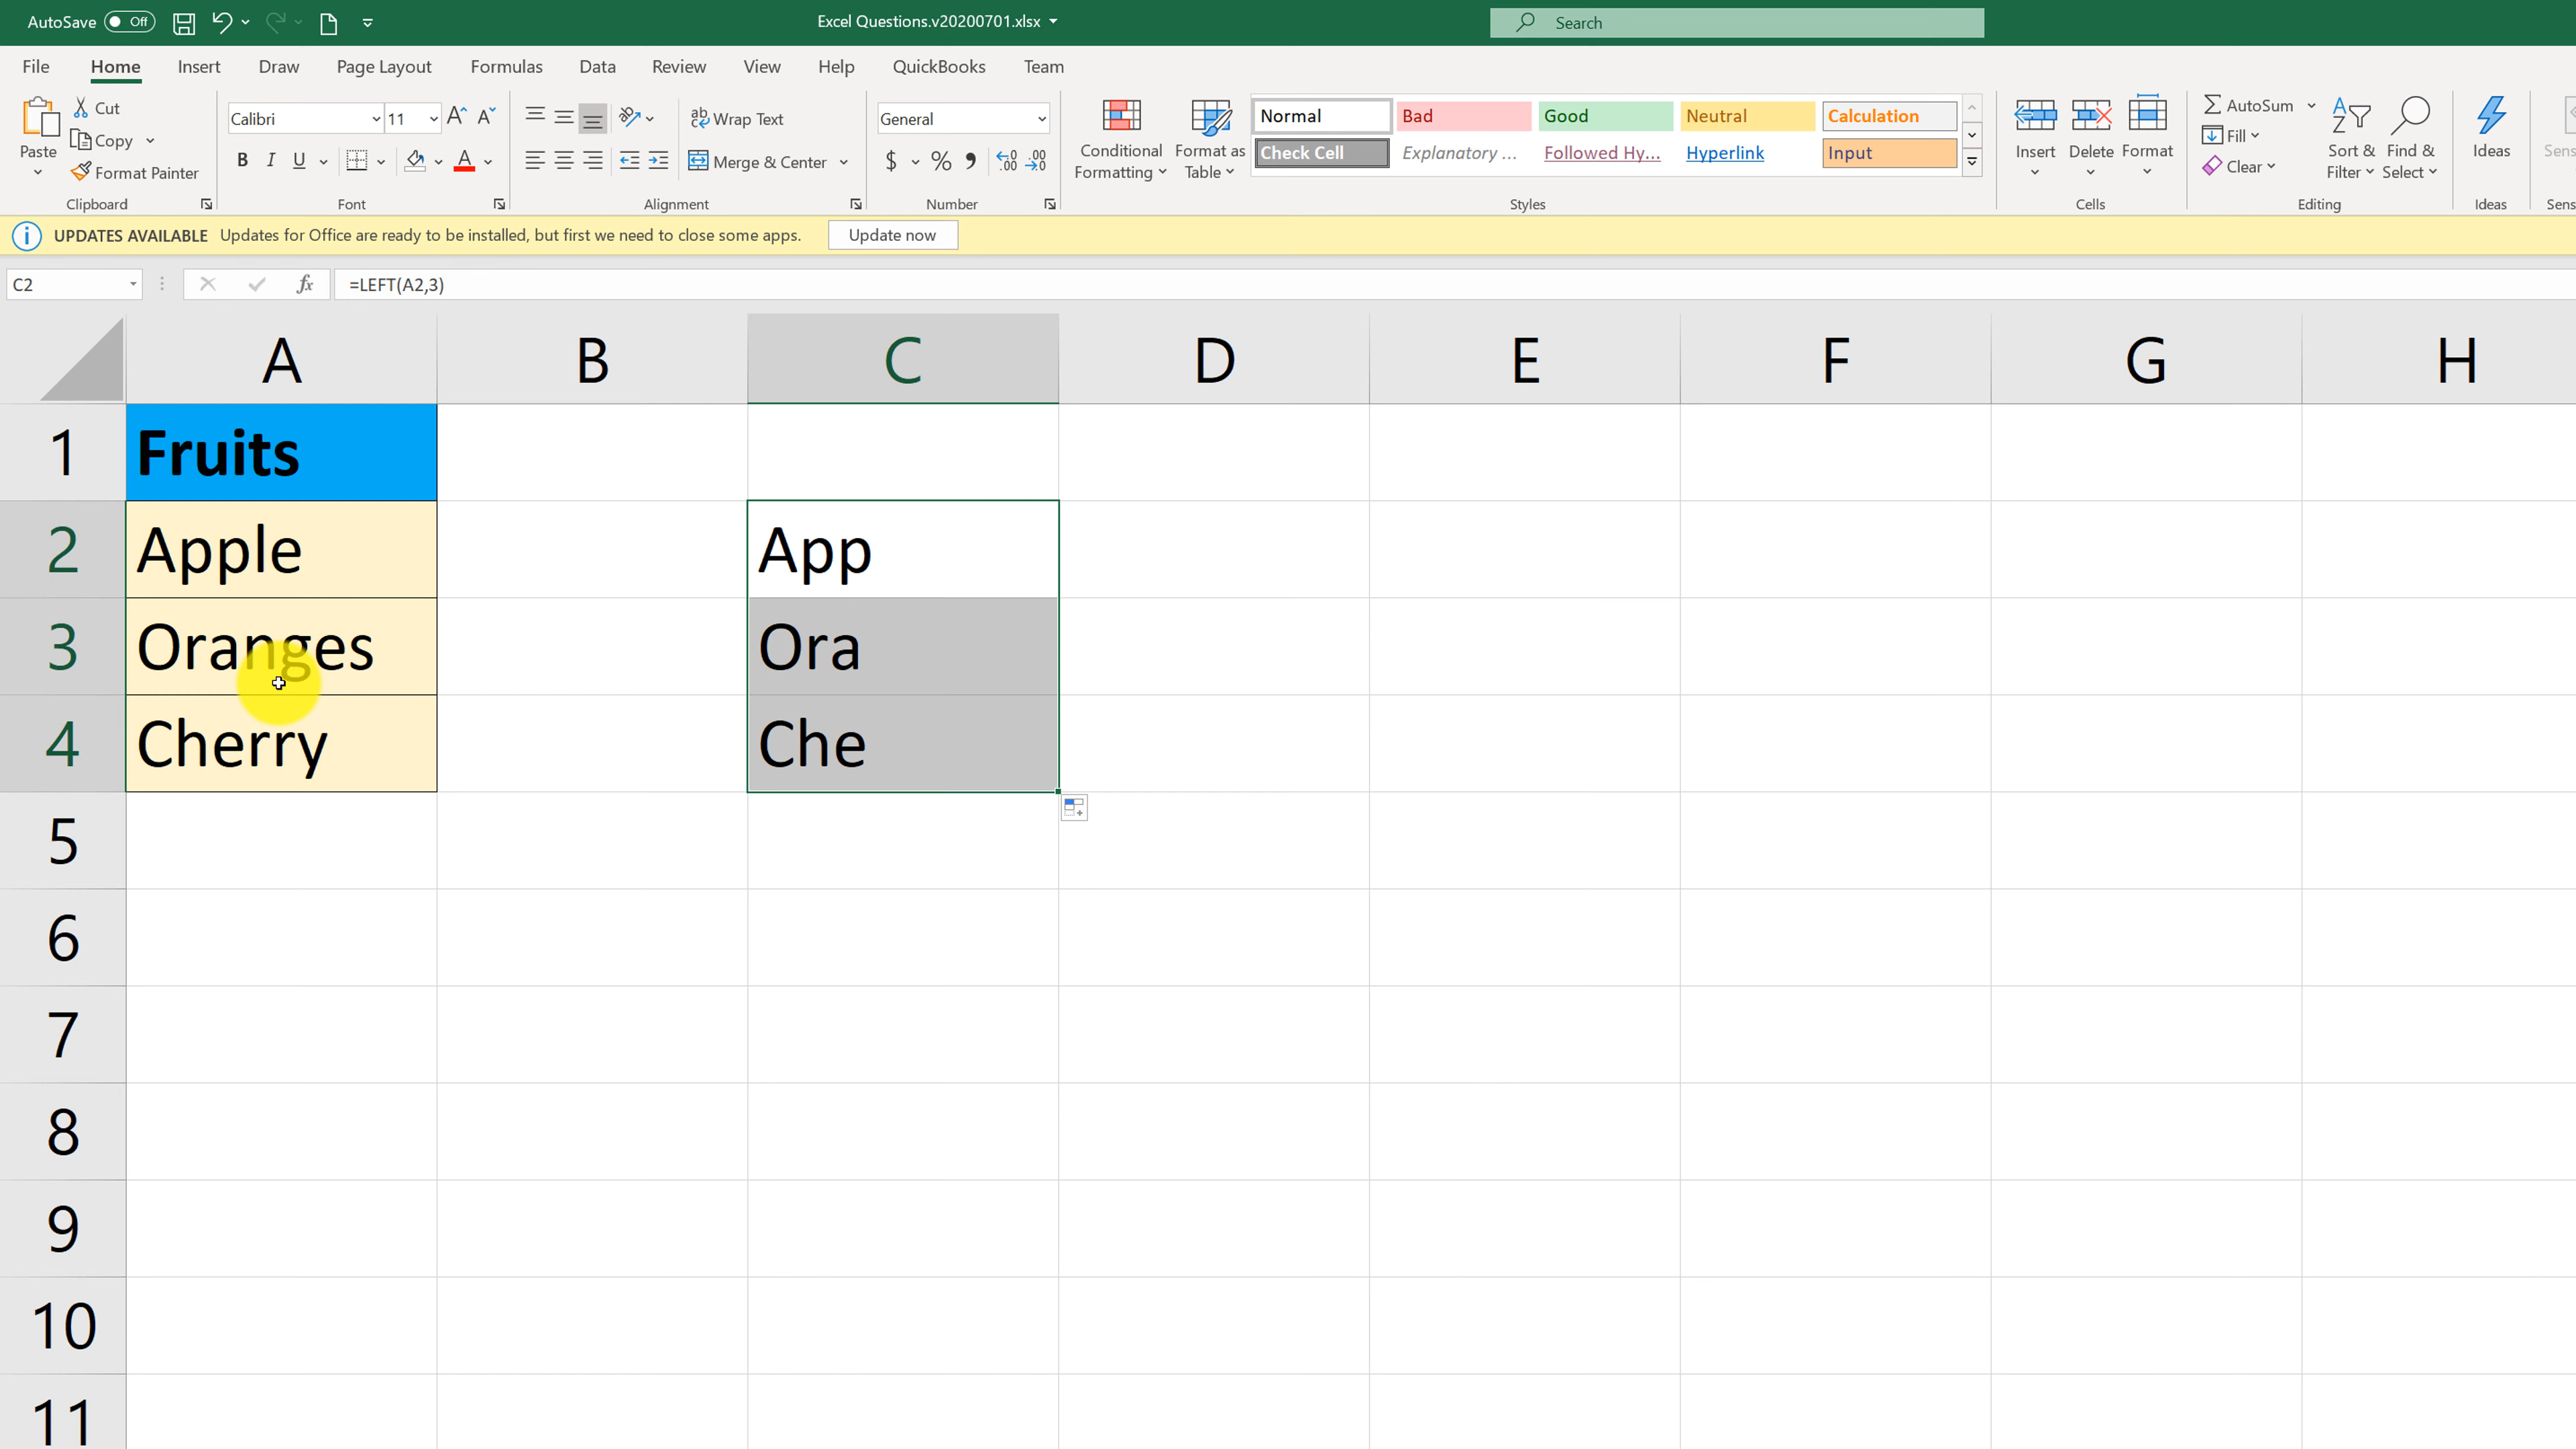 AutoSave Off Excel Questions.v20200701.xlsx Search
File Home Insert Draw Page Layout Formulas Data Review View Help QuickBooks Team
Paste Cut Copy Format Painter
Clipboard
Calibri 11
B I U A
Font
ab Wrap Text
Merge & Center
Alignment
General
$ % ,
Number
Conditional Formatting
Format as Table
Normal Bad Good Neutral Calculation
Check Cell Explanatory ... Followed Hy... Hyperlink Input
Styles
Insert Delete Format
Cells
AutoSum
Fill
Clear
Sort & Filter
Find & Select
Editing
Ideas
Ideas
Sens
Sens
UPDATES AVAILABLE Updates for Office are ready to be installed, but first we need to close some apps. Update now
C2 fx =LEFT(A2,3)
A B C D E F G H
1 Fruits
2 Apple App
3 Oranges Ora
4 Cherry Che
5
6
7
8
9
10
11